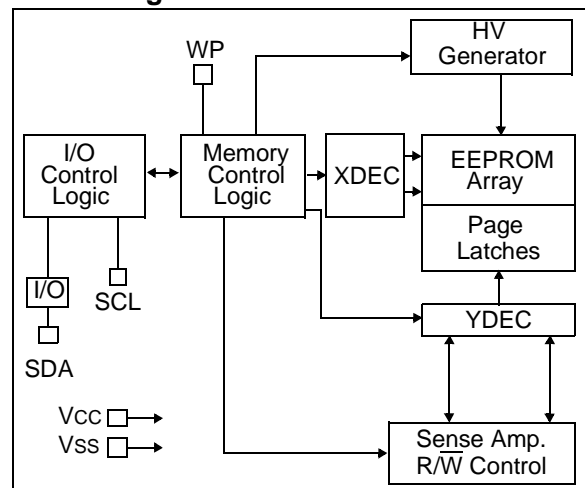 WP
HV
Generator
I/O
Control
Logic
Memory
Control
Logic
XDEC
EEPROM
Array
Page
Latches
I/O
SCL
SDA
YDEC
VCC
VSS
Sense Amp.
R/W̅ Control